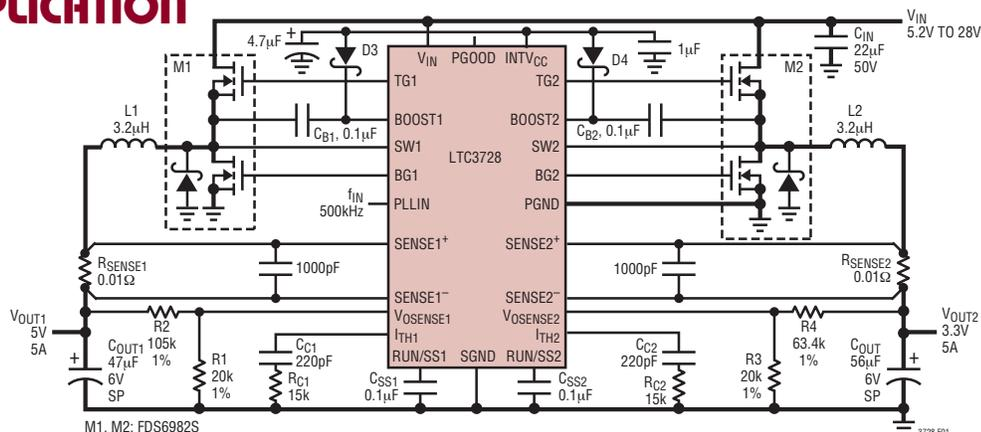 PLICATION
VIN
5.2V TO 28V
4.7µF
+
D3
VIN
PGOOD
INTVCC
D4
1µF
CIN
22µF
50V
M1
TG1
TG2
M2
L1
3.2µH
CB1, 0.1µF
BOOST1
BOOST2
CB2, 0.1µF
L2
3.2µH
SW1
LTC3728
SW2
BG1
BG2
fIN
500kHz
PLLIN
PGND
SENSE1+
SENSE2+
RSENSE1
0.01Ω
1000pF
1000pF
RSENSE2
0.01Ω
SENSE1–
SENSE2–
VOUT1
5V
5A
R2
105k
1%
VOSENSE1
VOSENSE2
R4
63.4k
1%
VOUT2
3.3V
5A
ITH1
ITH2
+
COUT1
47µF
6V
SP
R1
20k
1%
CC1
220pF
RC1
15k
RUN/SS1
SGND
RUN/SS2
CSS1
0.1µF
CSS2
0.1µF
CC2
220pF
RC2
15k
R3
20k
1%
COUT
56µF
6V
SP
+
M1, M2: FDS6982S
3728 F01